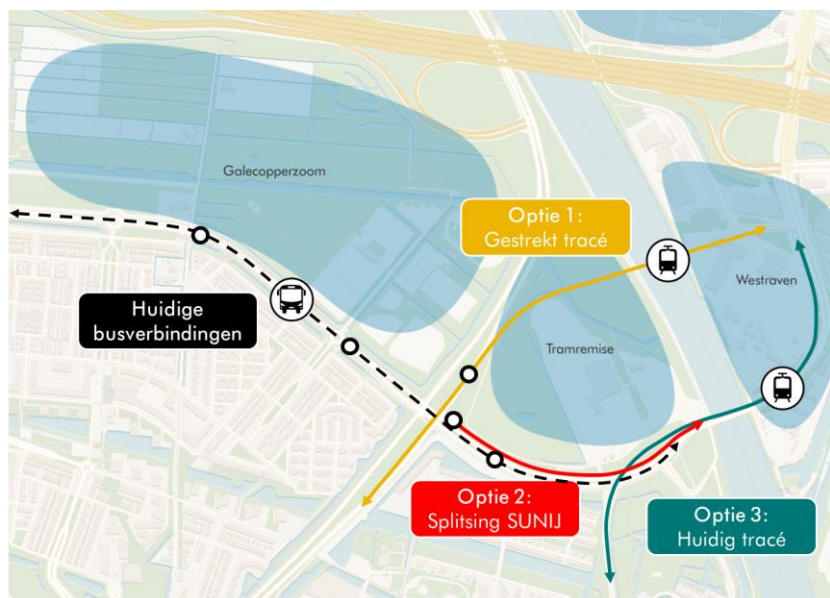 Galecopperzoom
Optie 1:
Gestrekt tracé
Huidige
busverbindingen
Westraven
Tramremise
Optie 2:
Splitsing SUNIJ
Optie 3:
Huidig tracé